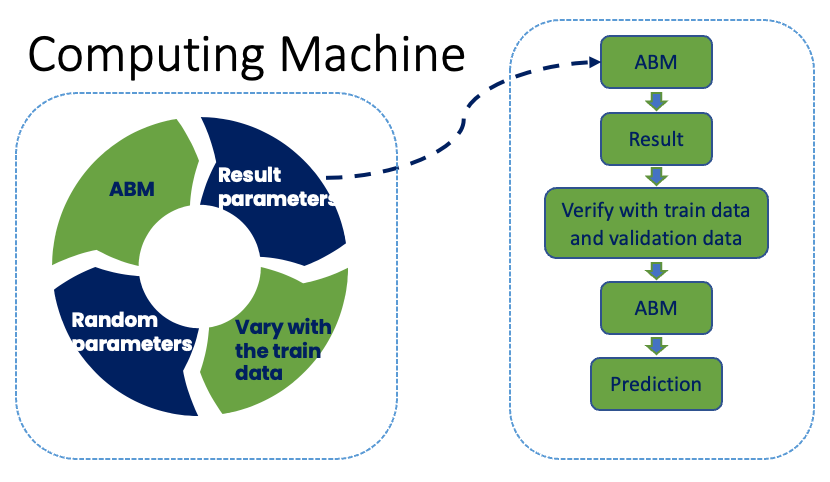 Computing Machine
ABM
Result
parameters
Random
parameters
Vary with
the train
data
ABM
Result
Verify with train data
and validation data
ABM
Prediction